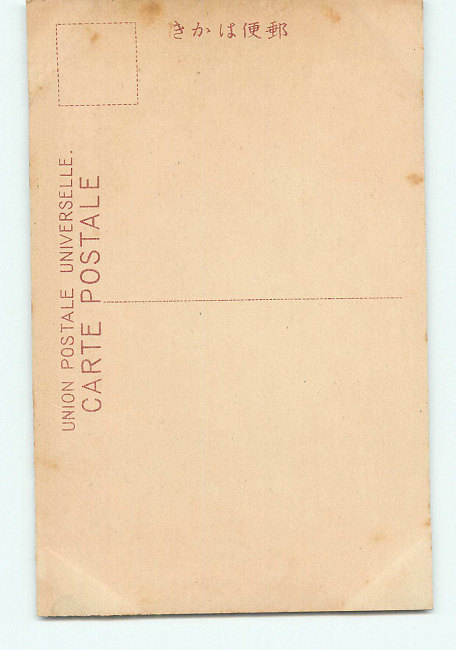 きかは便郵
UNION POSTALE UNIVERSELLE.
CARTE POSTALE